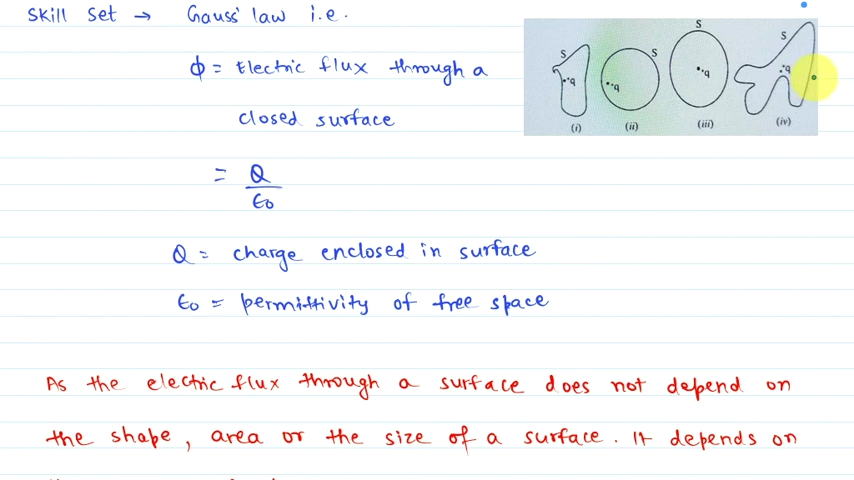 Skill set → Gauss' law i.e.
ϕ = Electric flux through a
closed surface
= Q/ϵ0
Q = charge enclosed in surface
ϵ0 = permittivity of free space
S
q
(i)
S
q
(ii)
S
q
(iii)
S
q
(iv)
As the electric flux through a surface does not depend on
the shape, area or the size of a surface. It depends on